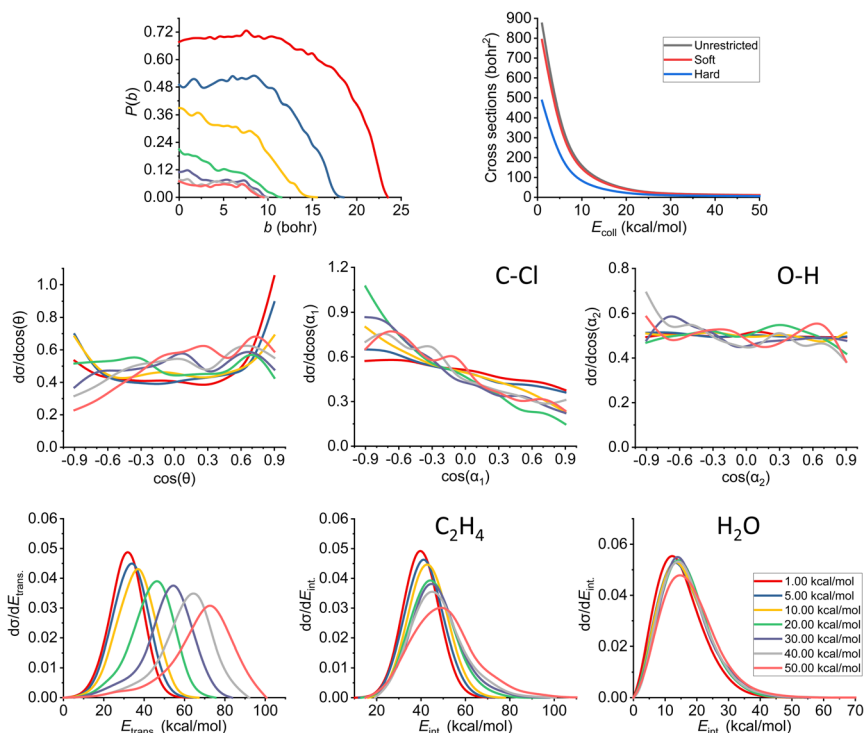 0.72
0.60
0.48
0.36
0.24
0.12
0.00
P(b)
0 5 10 15 20 25
b (bohr)
900
800
700
600
500
400
300
200
100
0
Cross sections (bohr²)
0 10 20 30 40 50
E_coll (kcal/mol)
Unrestricted
Soft
Hard
1.0
0.8
0.6
0.4
0.2
0.0
dσ/dcos(θ)
-0.9 -0.6 -0.3 0.0 0.3 0.6 0.9
cos(θ)
C-Cl
1.2
0.9
0.6
0.3
0.0
dσ/dcos(α₁)
-0.9 -0.6 -0.3 0.0 0.3 0.6 0.9
cos(α₁)
O-H
0.8
0.6
0.4
0.2
0.0
dσ/dcos(α₂)
-0.9 -0.6 -0.3 0.0 0.3 0.6 0.9
cos(α₂)
0.06
0.05
0.04
0.03
0.02
0.01
0.00
dσ/dE_trans.
0 20 40 60 80 100
E_trans. (kcal/mol)
C₂H₄
0.06
0.05
0.04
0.03
0.02
0.01
0.00
dσ/dE_int.
20 40 60 80 100
E_int. (kcal/mol)
H₂O
0.06
0.04
0.02
0.00
dσ/dE_int.
0 10 20 30 40 50 60 70
E_int. (kcal/mol)
1.00 kcal/mol
5.00 kcal/mol
10.00 kcal/mol
20.00 kcal/mol
30.00 kcal/mol
40.00 kcal/mol
50.00 kcal/mol